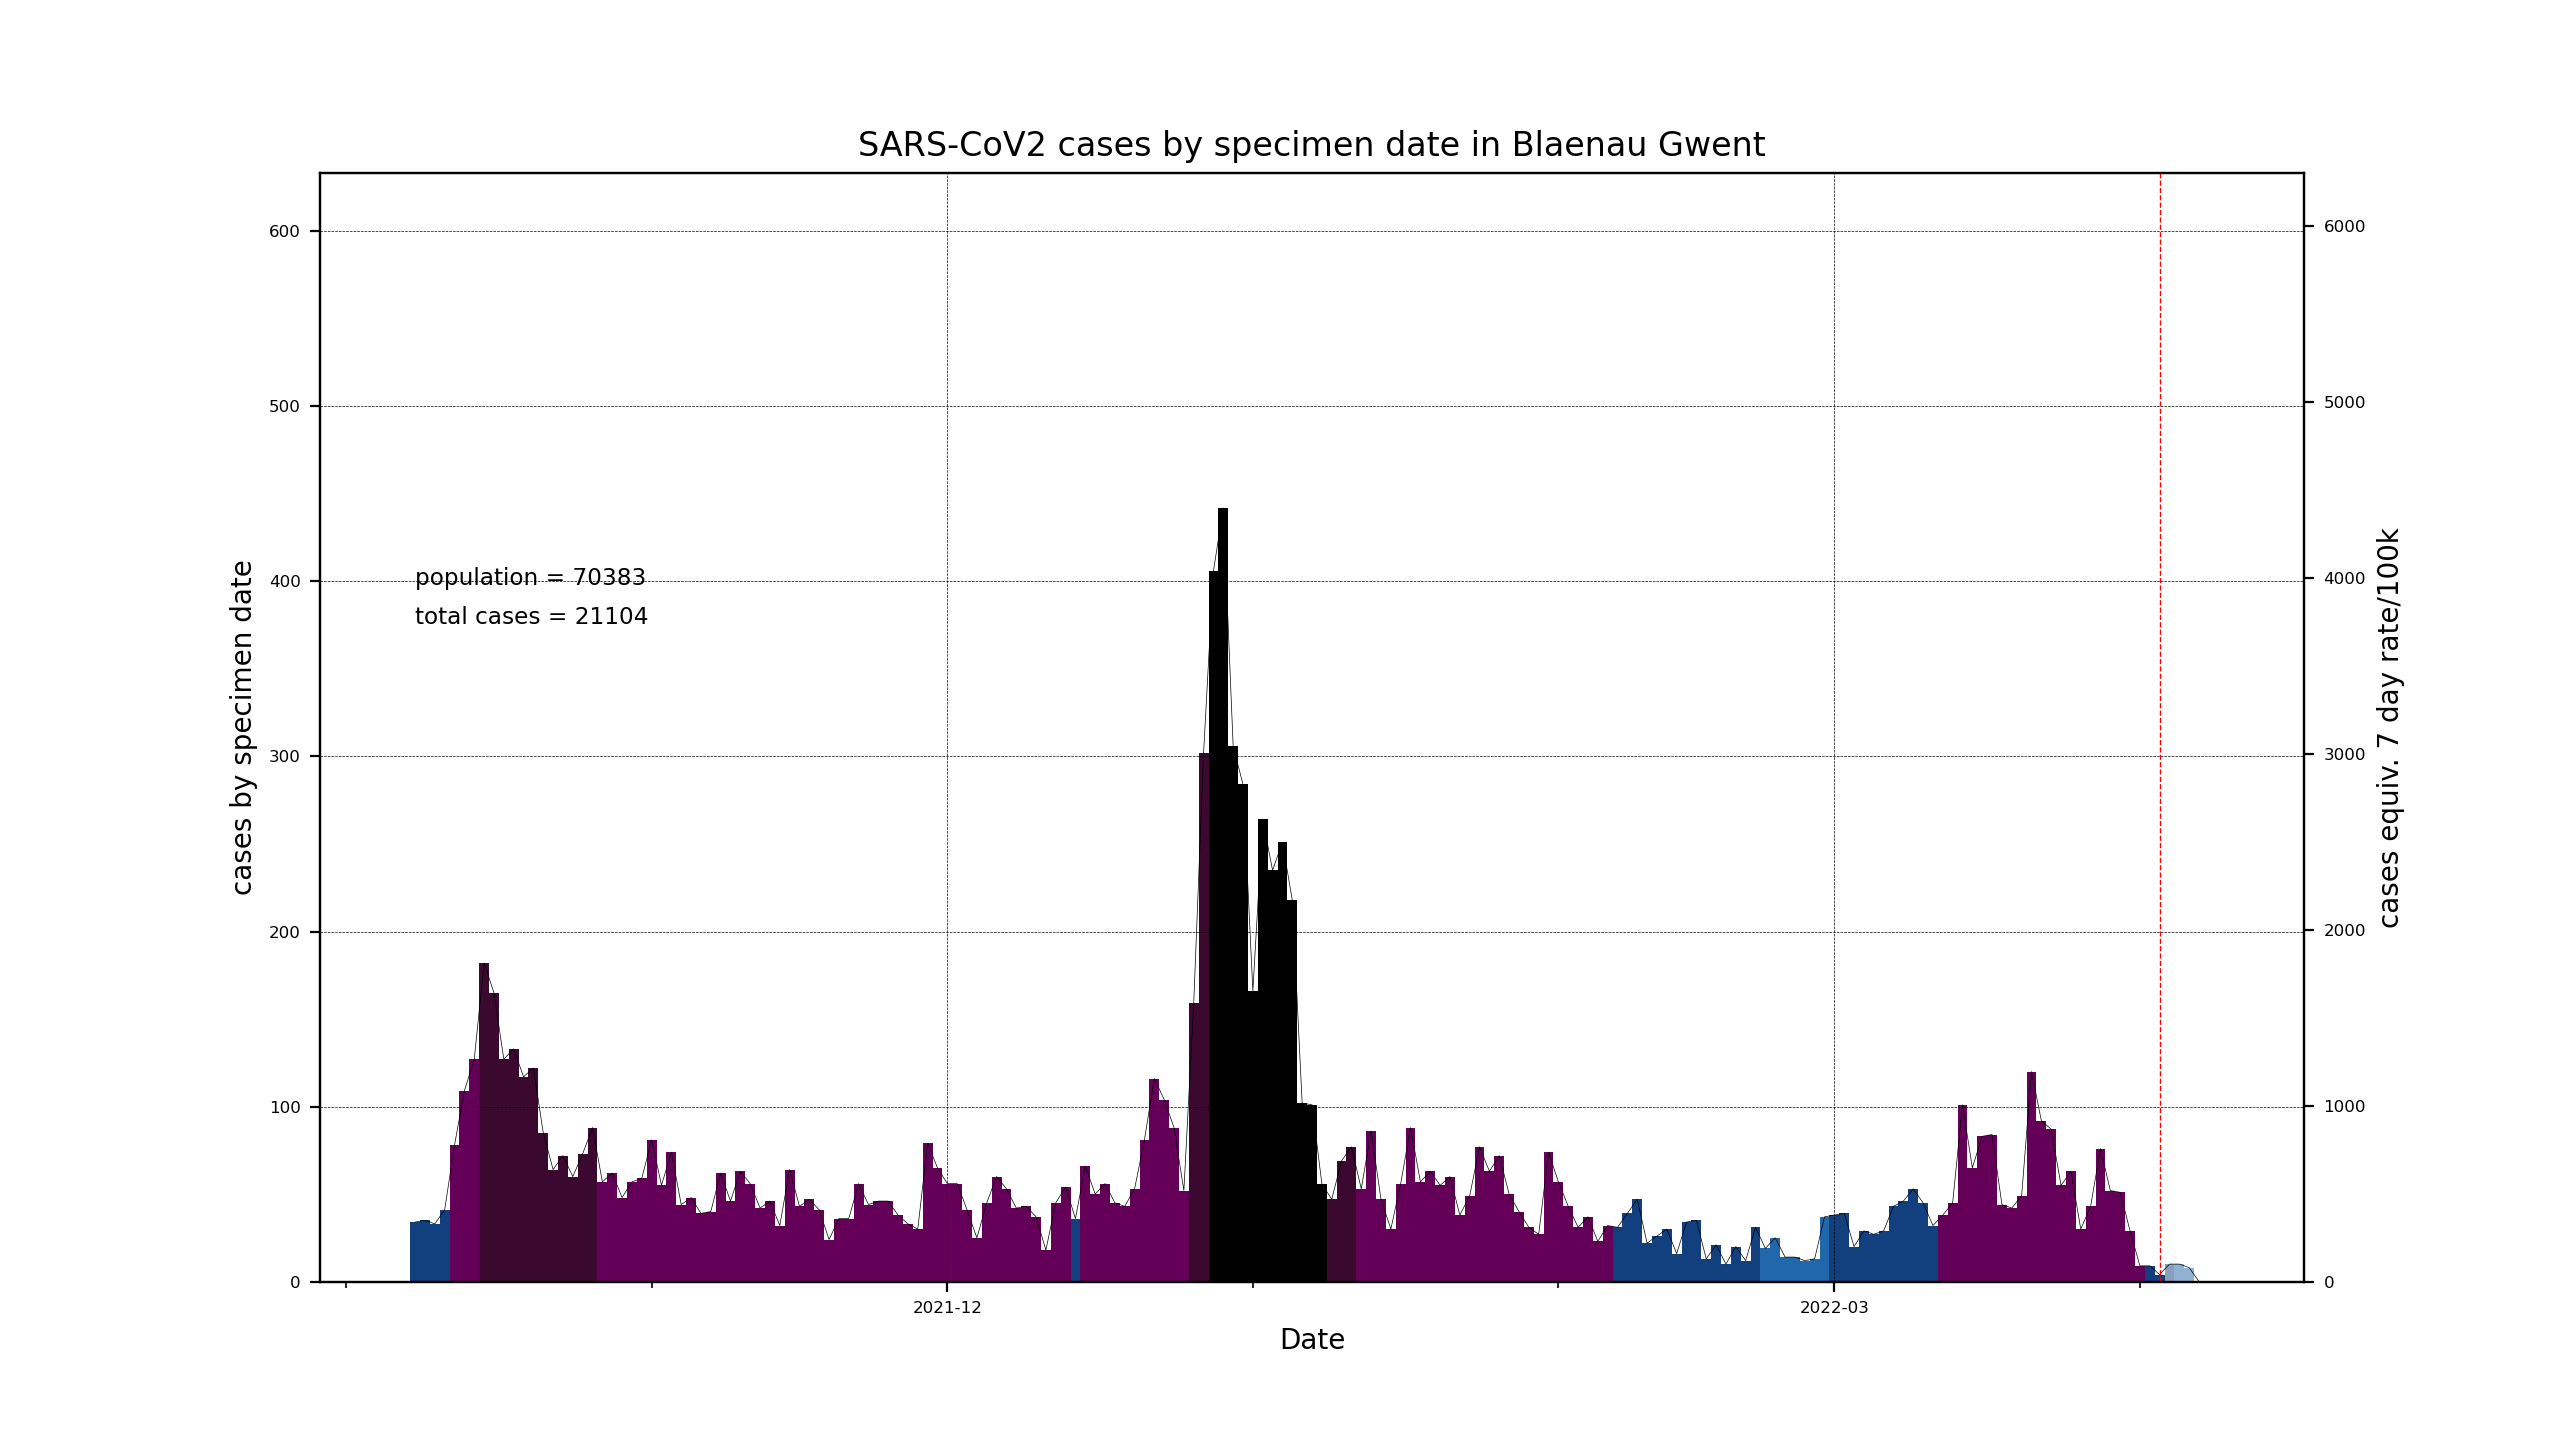 SARS-CoV2 cases by specimen date in Blaenau Gwent
cases by specimen date
600
500
400
300
200
100
0
population = 70383
total cases = 21104
6000
5000
4000
3000
2000
1000
0
cases equiv. 7 day rate/100k
2021-12
2022-03
Date